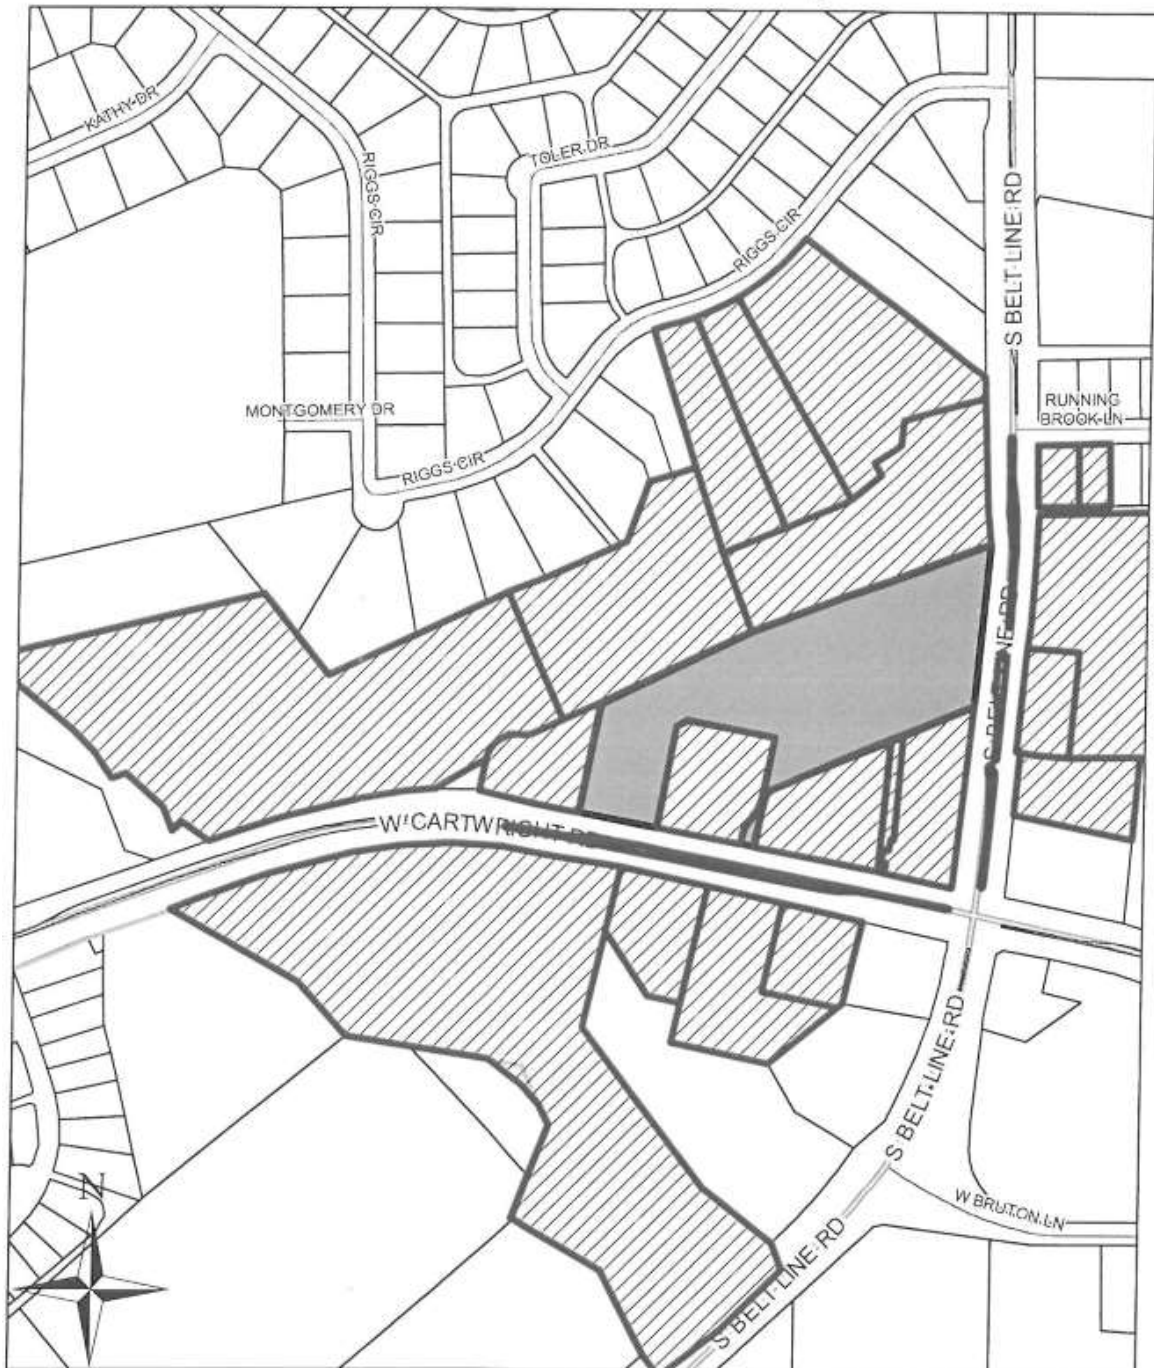 KATHY DR
RIGGS CIR
TOLER DR
RIGGS CIR
S BELT LINE RD
MONTGOMERY DR
RUNNING
BROOK LN
RIGGS CIR
S BELT LINE RD
W CARTWRIGHT RD
S BELT LINE RD
N
W BRUTON LN
S BELT LINE RD